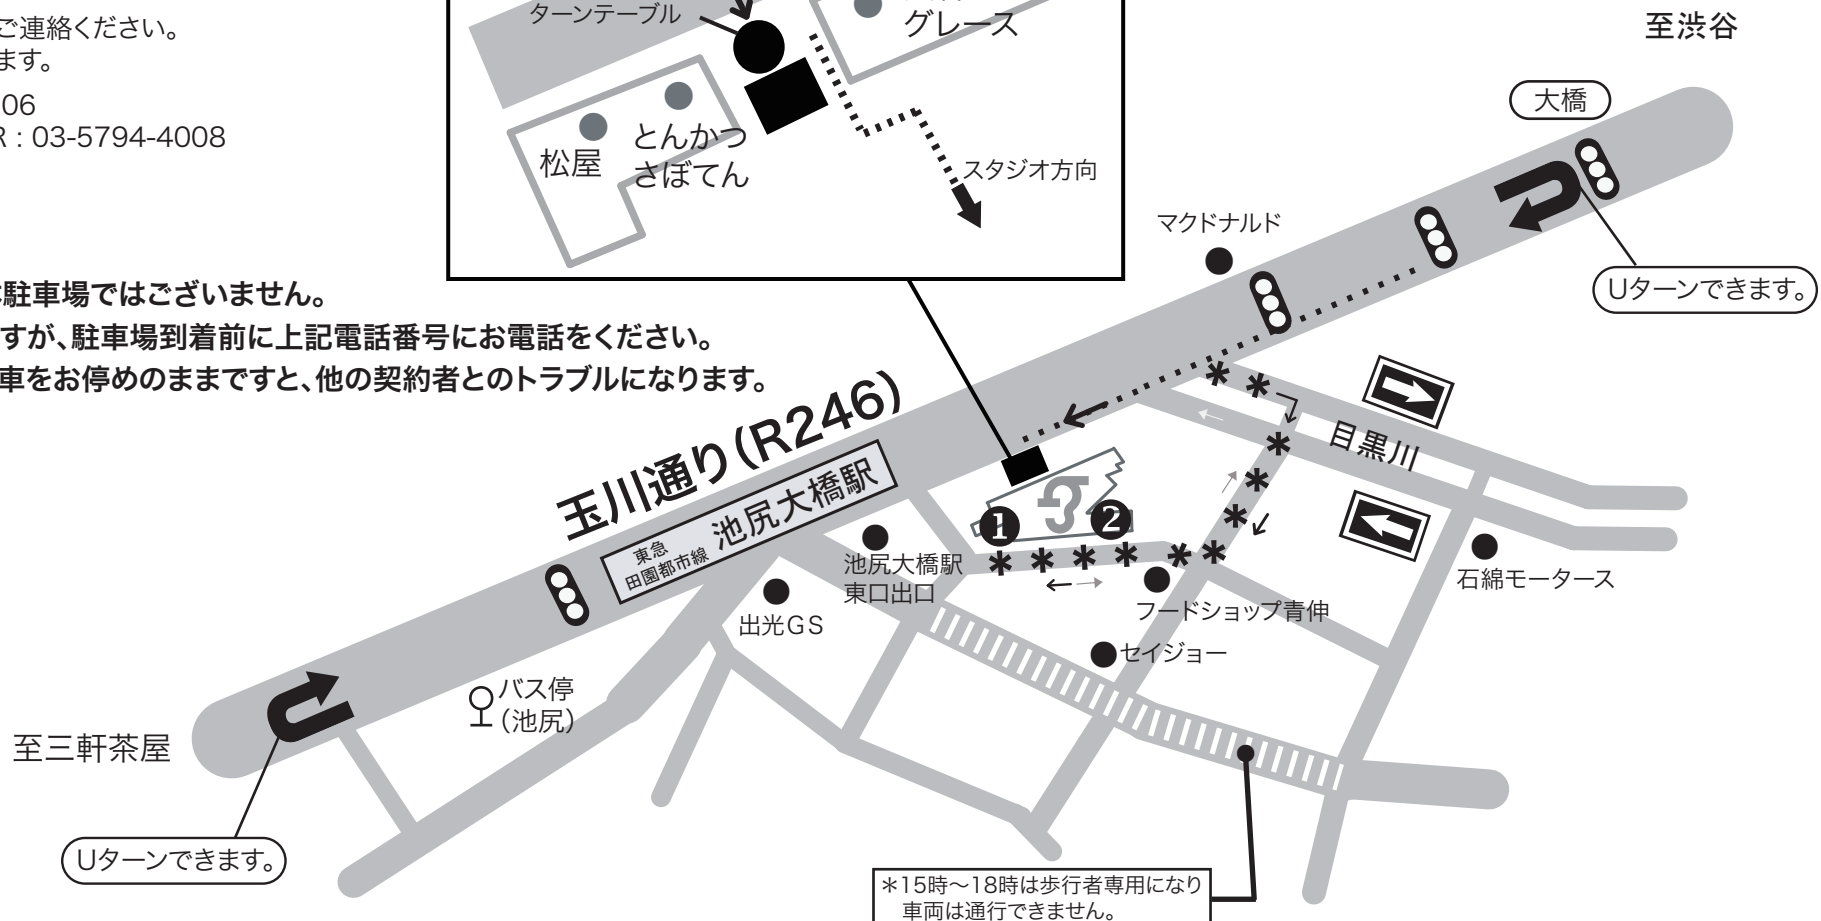 ご連絡ください。
ます。
06
R : 03-5794-4008
ターンテーブル
グレース
松屋
とんかつ
さぼてん
スタジオ方向
至渋谷
大橋
Uターンできます。
マクドナルド
駐車場ではございません。
すが、駐車場到着前に上記電話番号にお電話をください。
車をお停めのままですと、他の契約者とのトラブルになります。
玉川通り(R246)
東急
田園都市線
池尻大橋駅
目黒川
❶
❷
池尻大橋駅
東口出口
出光GS
フードショップ青伸
セイジョー
石綿モータース
バス停
(池尻)
至三軒茶屋
Uターンできます。
＊15時～18時は歩行者専用になり
車両は通行できません。